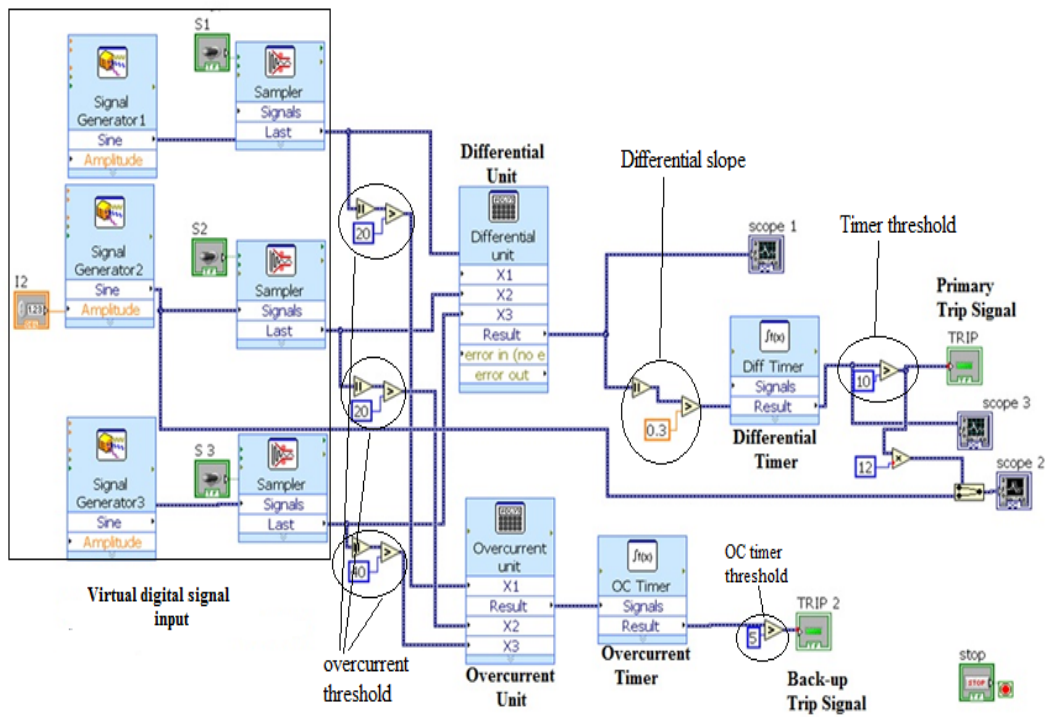 S1
Signal
Generator1
Sine
Amplitude
Sampler
Signals
Last
I2
123
Signal
Generator2
Sine
Amplitude
S2
Sampler
Signals
Last
Signal
Generator3
Sine
Amplitude
S 3
Sampler
Signals
Last
Virtual digital signal
input
20
20
40
overcurrent
threshold
Differential
Unit
Differential
unit
X1
X2
X3
Result
error in (no e
error out
Differential slope
0.3
scope 1
Diff Timer
Signals
Result
Differential
Timer
Timer threshold
10
Primary
Trip Signal
TRIP
scope 3
12
scope 2
Overcurrent
unit
X1
Result
X2
X3
Overcurrent
Unit
OC Timer
Signals
Result
Overcurrent
Timer
OC timer
threshold
5
TRIP 2
Back-up
Trip Signal
stop
STOP